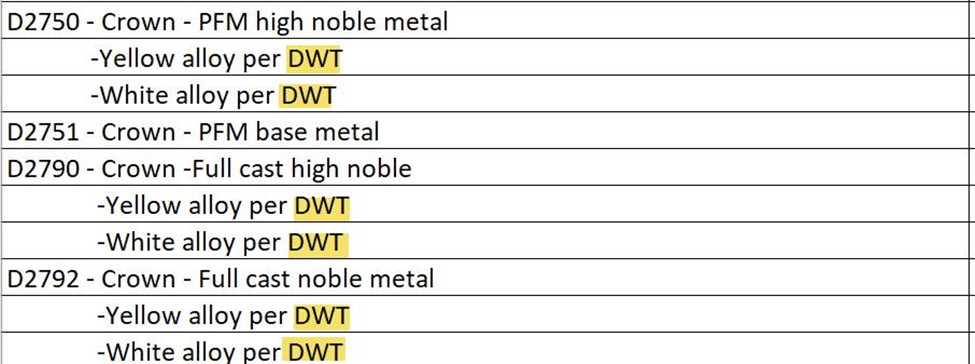 D2750 - Crown - PFM high noble metal
-Yellow alloy per DWT
-White alloy per DWT
D2751 - Crown - PFM base metal
D2790 - Crown -Full cast high noble
-Yellow alloy per DWT
-White alloy per DWT
D2792 - Crown - Full cast noble metal
-Yellow alloy per DWT
-White alloy per DWT